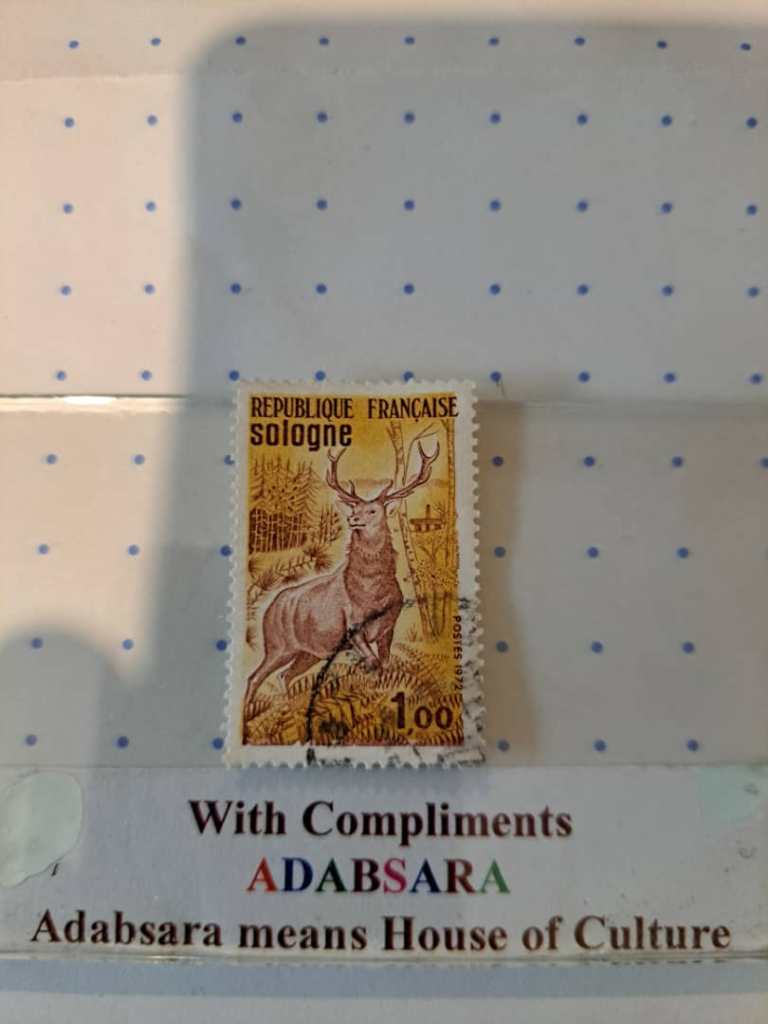 REPUBLIQUE FRANÇAISE
sologne
POSTES 1972
1,00
With Compliments
ADABSARA
Adabsara means House of Culture